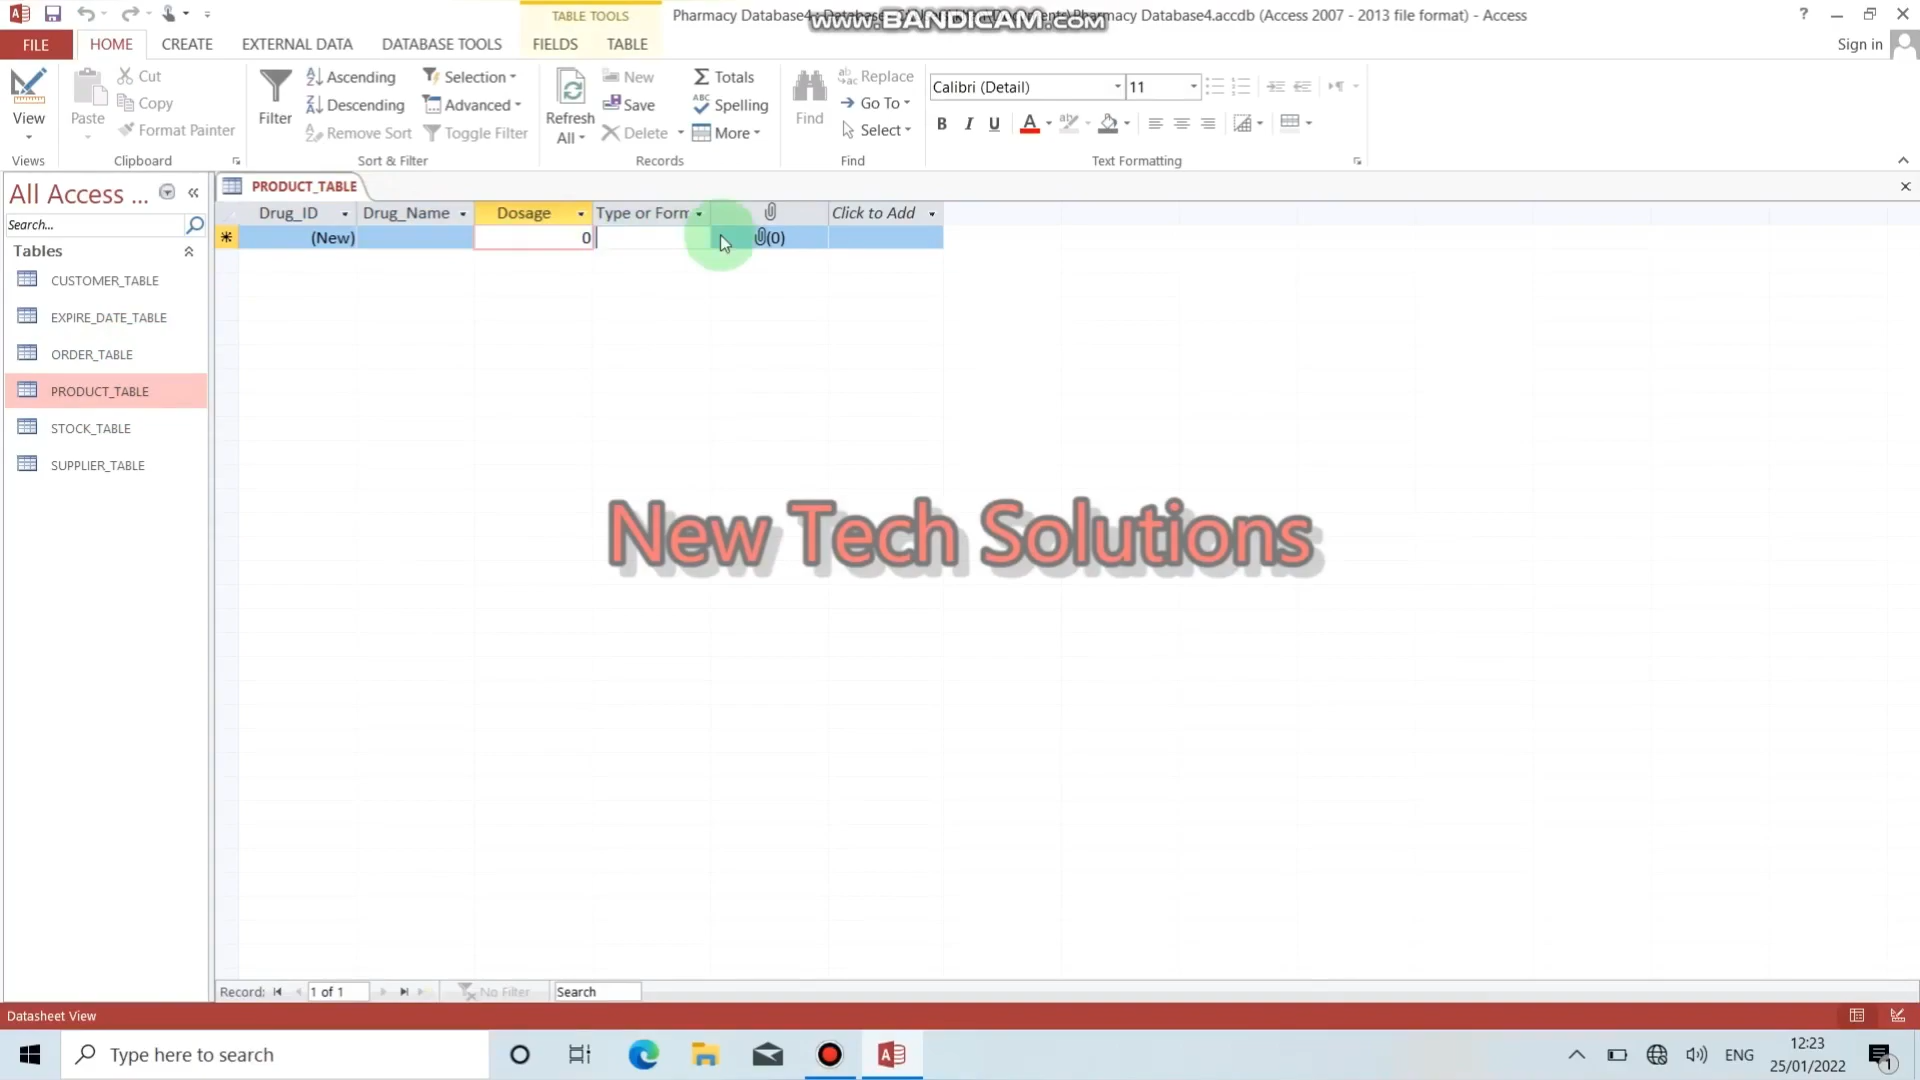 TABLE TOOLS
Pharmacy Database4 : Database
Documents\Pharmacy Database4.accdb (Access 2007 - 2013 file format) - Access
www.BANDICAM.com
?
FILE
HOME
CREATE
EXTERNAL DATA
DATABASE TOOLS
FIELDS
TABLE
Sign in
View
Views
Paste
Cut
Copy
Format Painter
Clipboard
Filter
Ascending
Descending
Remove Sort
Selection
Advanced
Toggle Filter
Sort & Filter
Refresh
All
New
Save
Delete
Totals
Spelling
More
Records
Find
Replace
Go To
Select
Find
Calibri (Detail)
11
B I U A
Text Formatting
All Access ...
Search...
Tables
CUSTOMER_TABLE
EXPIRE_DATE_TABLE
ORDER_TABLE
PRODUCT_TABLE
STOCK_TABLE
SUPPLIER_TABLE
PRODUCT_TABLE
Drug_ID Drug_Name Dosage Type or Form Click to Add
(New) 0 (0)
New Tech Solutions
Record: 1 of 1 No Filter Search
Datasheet View
Type here to search
ENG
12:23
25/01/2022
1